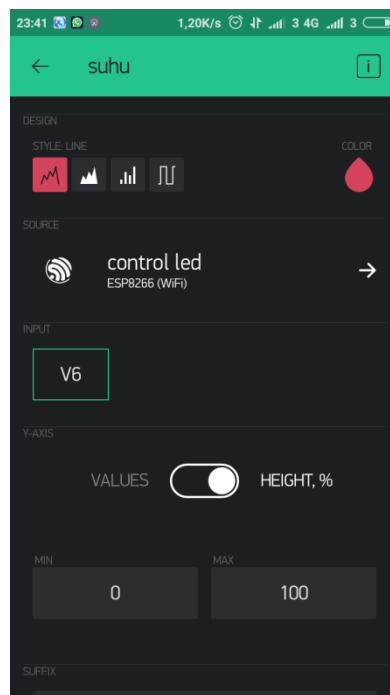 23:41 1,20K/s 3 4G 3
suhu
i
DESIGN
STYLE: LINE
COLOR
SOURCE
control led
ESP8266 (WiFi)
INPUT
V6
Y-AXIS
VALUES HEIGHT, %
MIN MAX
0 100
SUFFIX